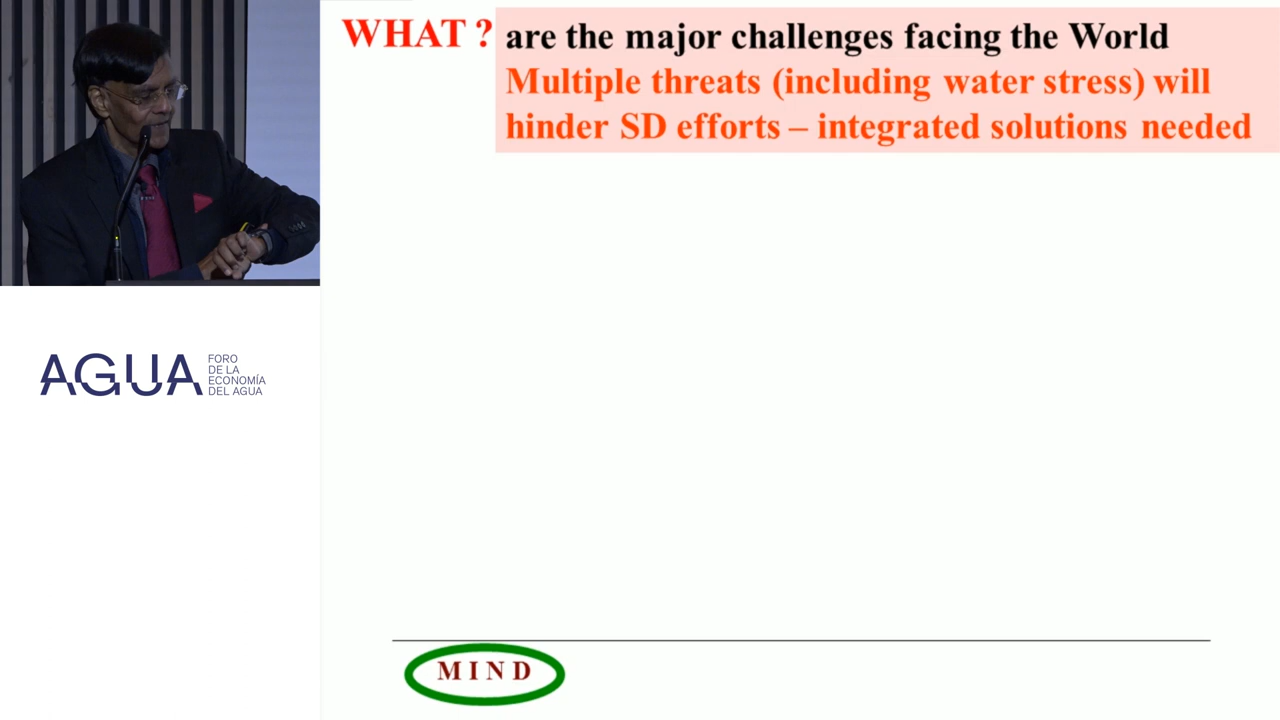 WHAT ? are the major challenges facing the World
Multiple threats (including water stress) will
hinder SD efforts – integrated solutions needed
AGUA
FORO
DE LA
ECONOMÍA
DEL AGUA
MIND